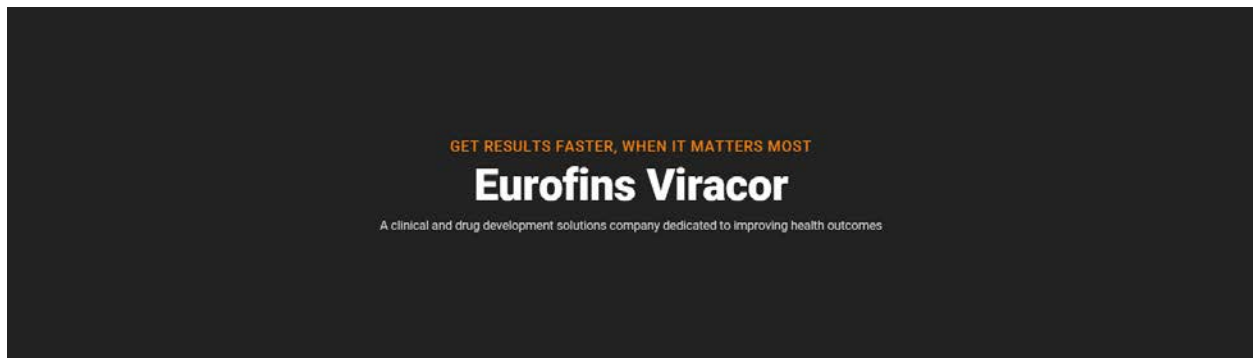 GET RESULTS FASTER, WHEN IT MATTERS MOST
Eurofins Viracor
A clinical and drug development solutions company dedicated to improving health outcomes